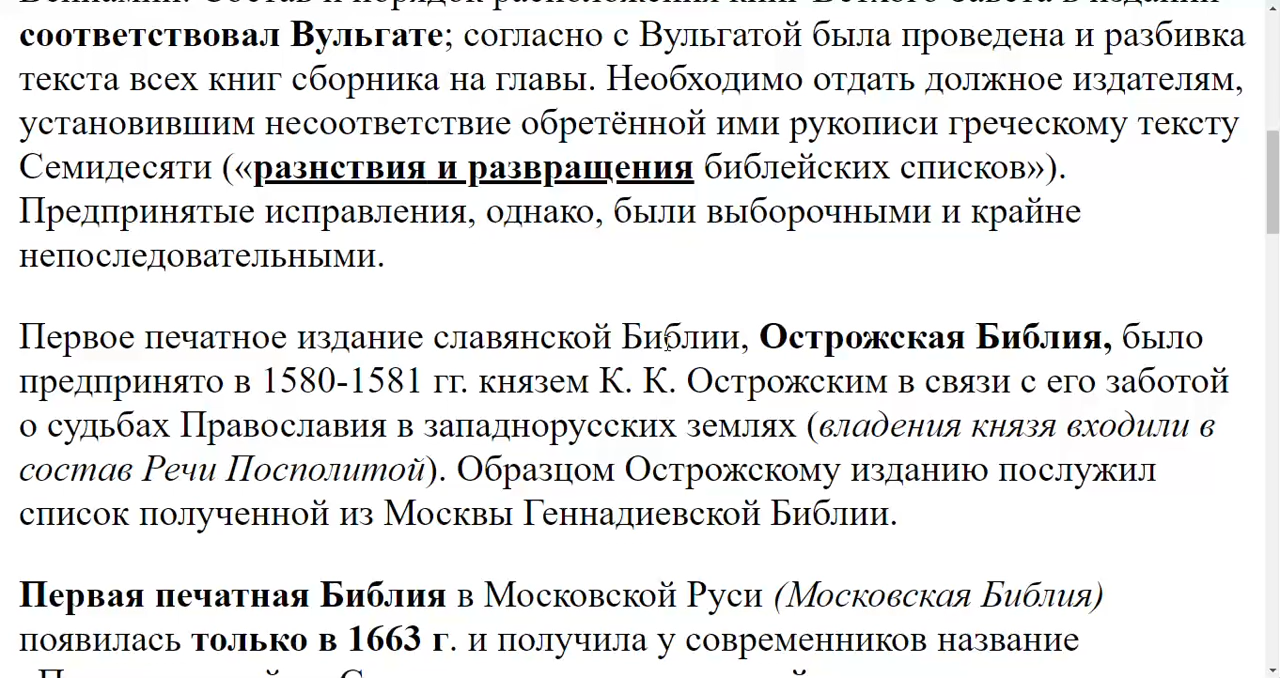 соответствовал Вульгате; согласно с Вульгатой была проведена и разбивка
текста всех книг сборника на главы. Необходимо отдать должное издателям,
установившим несоответствие обретённой ими рукописи греческому тексту
Семидесяти («разнствия и развращения библейских списков»).
Предпринятые исправления, однако, были выборочными и крайне
непоследовательными.
Первое печатное издание славянской Библии, Острожская Библия, было
предпринято в 1580-1581 гг. князем К. К. Острожским в связи с его заботой
о судьбах Православия в западнорусских землях (владения князя входили в
состав Речи Посполитой). Образцом Острожскому изданию послужил
список полученной из Москвы Геннадиевской Библии.
Первая печатная Библия в Московской Руси (Московская Библия)
появилась только в 1663 г. и получила у современников название